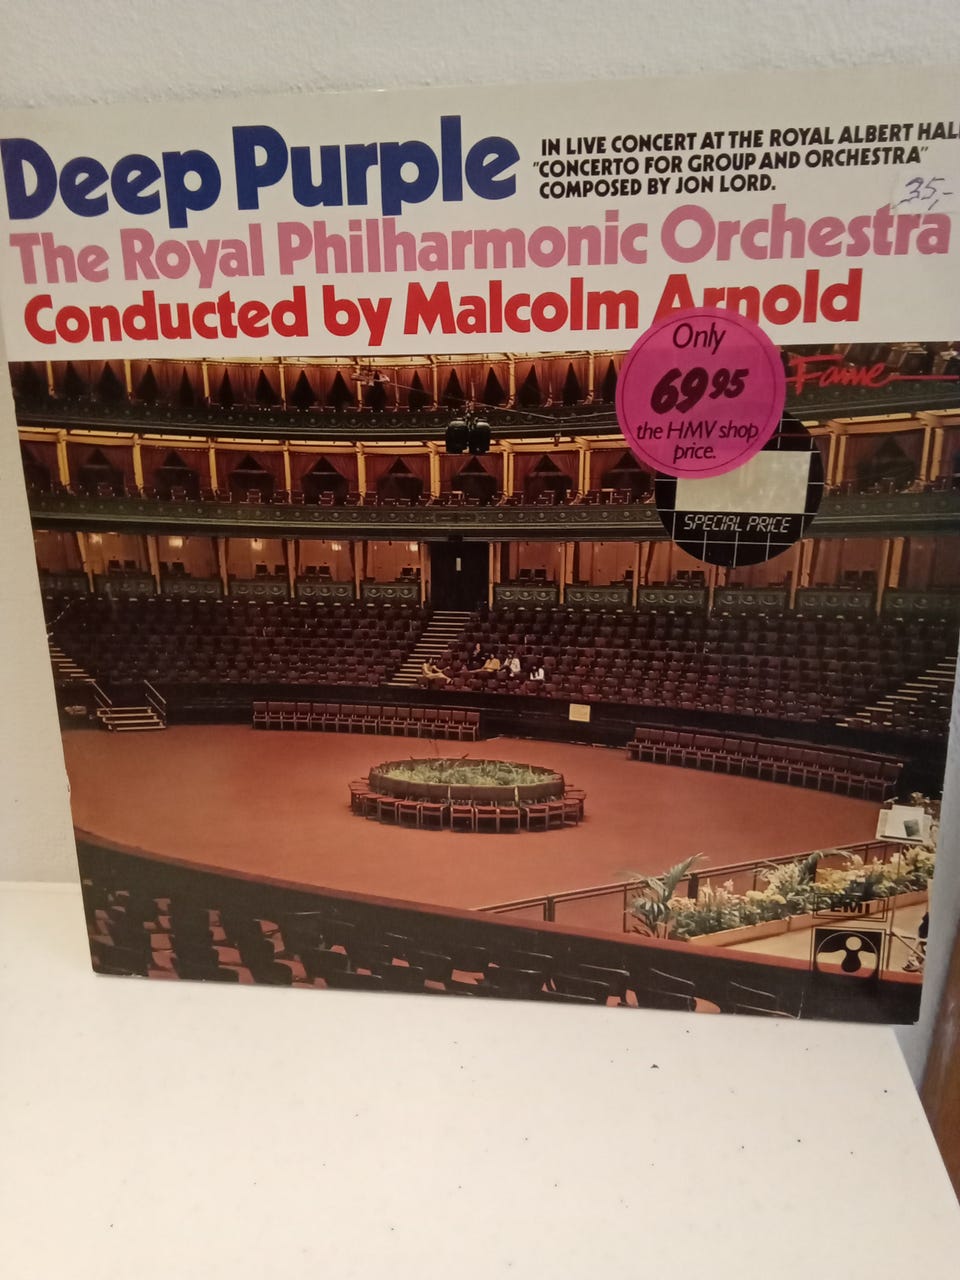 Deep Purple
IN LIVE CONCERT AT THE ROYAL ALBERT HAL
"CONCERTO FOR GROUP AND ORCHESTRA"
COMPOSED BY JON LORD.
35,-
The Royal Philharmonic Orchestra
Conducted by Malcolm Arnold
Only
69 95
the HMV shop
price.
Fame
SPECIAL PRICE
EMI